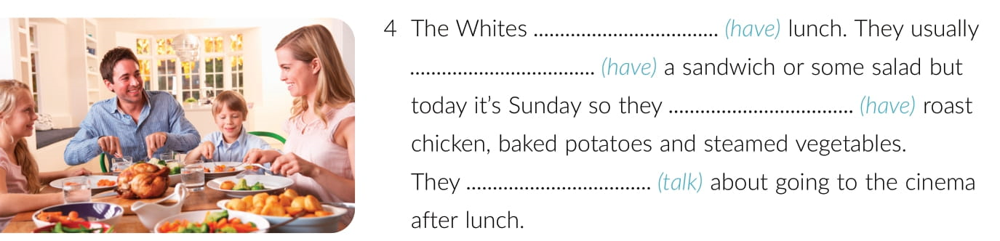 4 The Whites .................................. (have) lunch. They usually
.................................. (have) a sandwich or some salad but
today it's Sunday so they .................................. (have) roast
chicken, baked potatoes and steamed vegetables.
They .................................. (talk) about going to the cinema
after lunch.